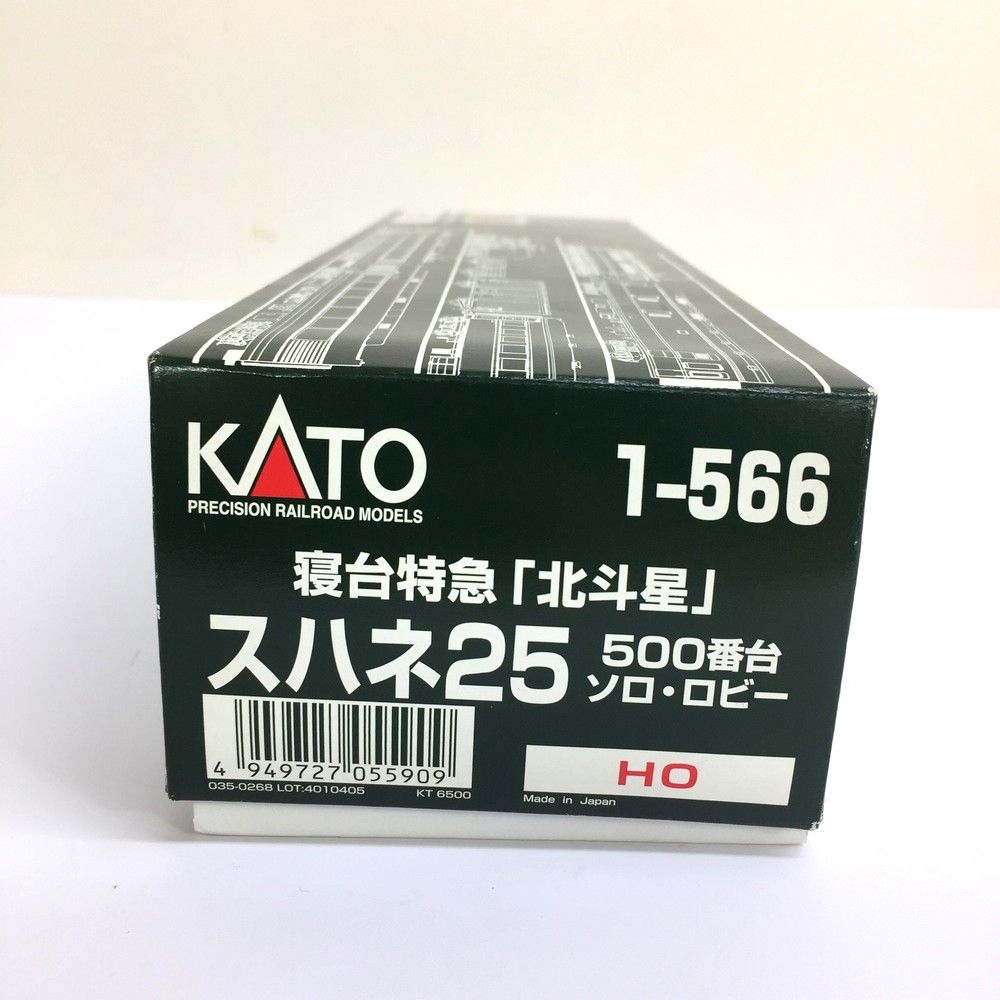 KATO
PRECISION RAILROAD MODELS
1-566
寝台特急「北斗星」
スハネ25
500番台
ソロ・ロビー
4 949727 055909
035-0268 LOT:4010405 KT 6500
HO
Made in Japan